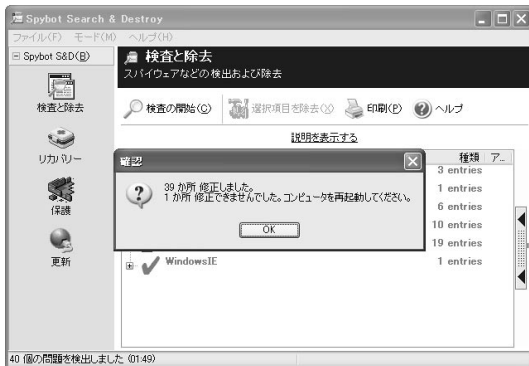 Spybot Search & Destroy
ファイル(F) モード(M) ヘルプ(H)
Spybot S&D(B)
検査と除去
リカバリー
保護
更新
検査と除去
スパイウェアなどの検出および除去
検査の開始(C) 選択項目を除去(X) 印刷(P) ヘルプ
説明を表示する
種類 ア...
3 entries
1 entries
6 entries
10 entries
19 entries
WindowsIE 1 entries
確認
39 か所 修正しました。
1 か所 修正できませんでした。コンピュータを再起動してください。
OK
40 個の問題を検出しました (01:49)